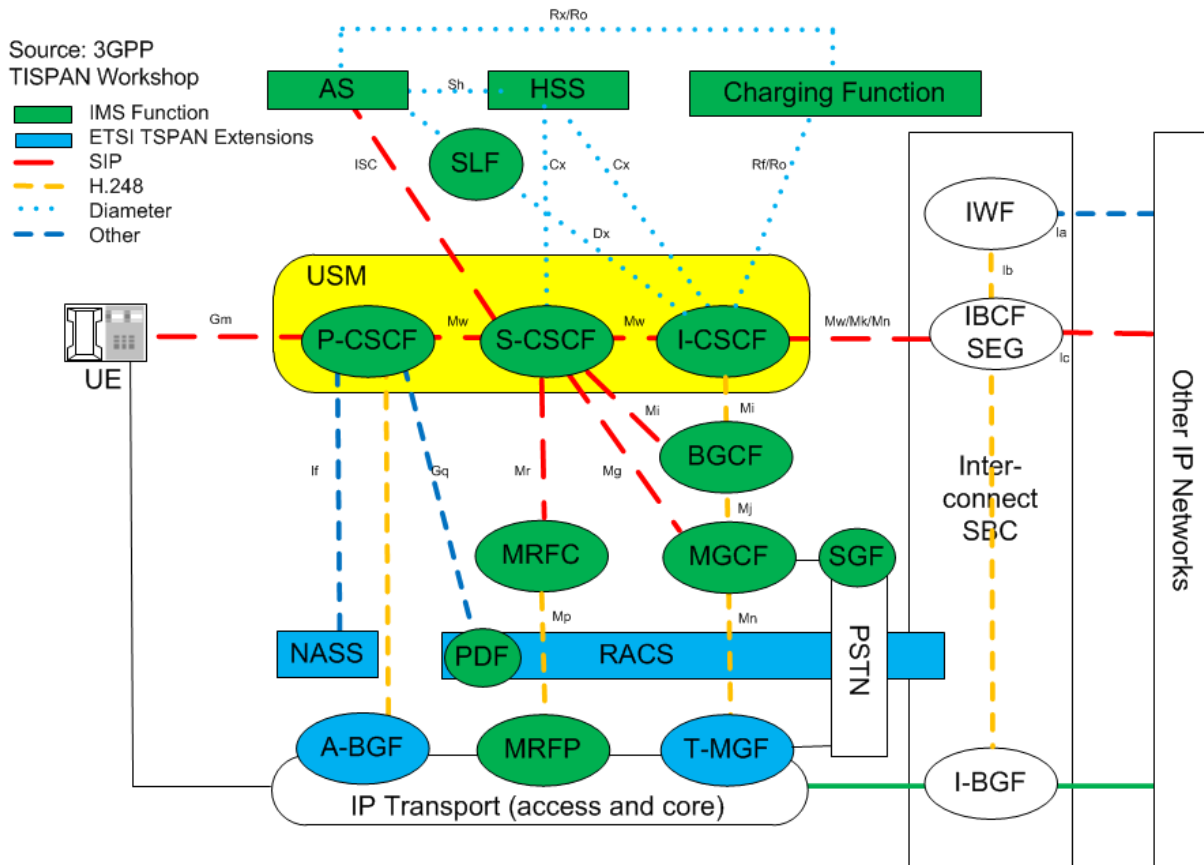 Rx/Ro
Source: 3GPP
TISPAN Workshop
IMS Function
ETSI TSPAN Extensions
SIP
H.248
Diameter
Other
AS
Sh
HSS
Charging Function
SLF
ISC
Cx
Cx
Rf/Ro
Dx
IWF
Ia
Ib
USM
UE
Gm
P-CSCF
Mw
S-CSCF
Mw
I-CSCF
Mw/Mk/Mn
IBCF
SEG
Ic
Mi
Mi
BGCF
If
Gq
Mr
Mg
Mj
Inter-
connect
SBC
Other IP Networks
MRFC
MGCF
SGF
Mp
Mn
NASS
PDF
RACS
PSTN
A-BGF
MRFP
T-MGF
I-BGF
IP Transport (access and core)